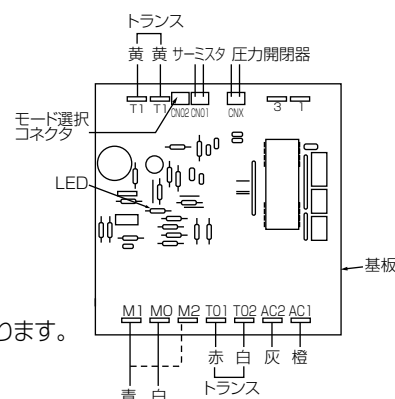 トランス
黄 黄 サーミスタ 圧力開閉器
T1 T1 CN02 CN01 CNX 3 1
モード選択
コネクタ
LED
基板
ります。
M1 M0 M2 T01 T02 AC2 AC1
赤 白 灰 橙
青 白 トランス